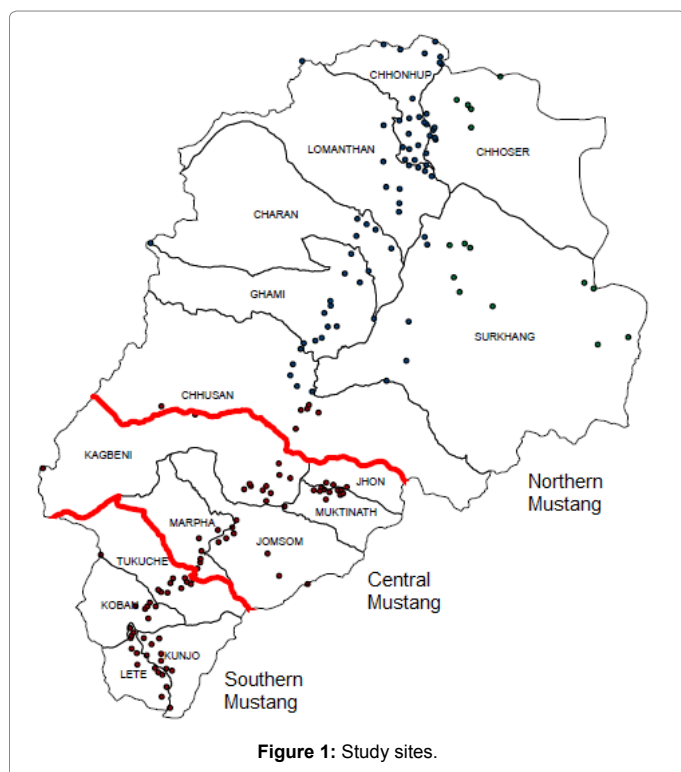 CHHONHUP
LOMANTHAN
CHHOSER
CHARAN
GHAMI
SURKHANG
CHHUSAN
KAGBENI
JHON
Northern
Mustang
MUKTINATH
MARPHA
JOMSOM
TUKUCHE
Central
Mustang
KOBAN
KUNJO
LETE
Southern
Mustang
Figure 1: Study sites.